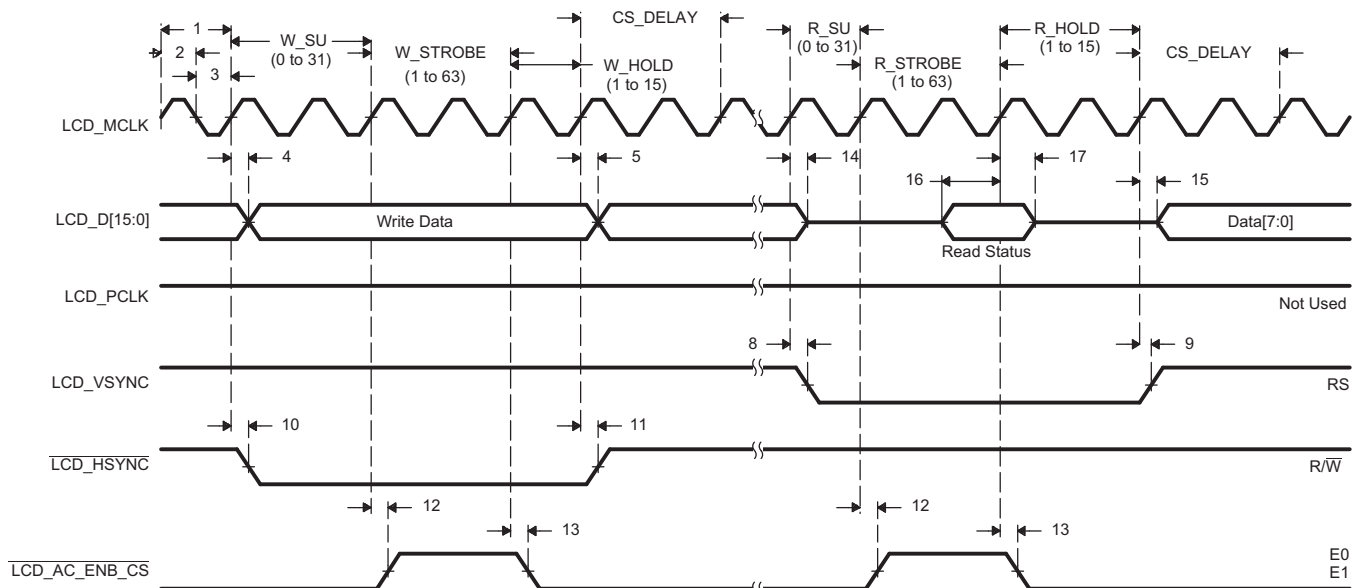 CS_DELAY
1
W_SU
(0 to 31)
2
3
W_STROBE
(1 to 63)
W_HOLD
(1 to 15)
R_SU
(0 to 31)
R_STROBE
(1 to 63)
R_HOLD
(1 to 15)
CS_DELAY
LCD_MCLK
4
5
14
17
16
15
LCD_D[15:0]
Write Data
Read Status
Data[7:0]
LCD_PCLK
Not Used
8
9
LCD_VSYNC
RS
10
11
LCD_HSYNC
R/W
12
13
12
13
LCD_AC_ENB_CS
E0
E1